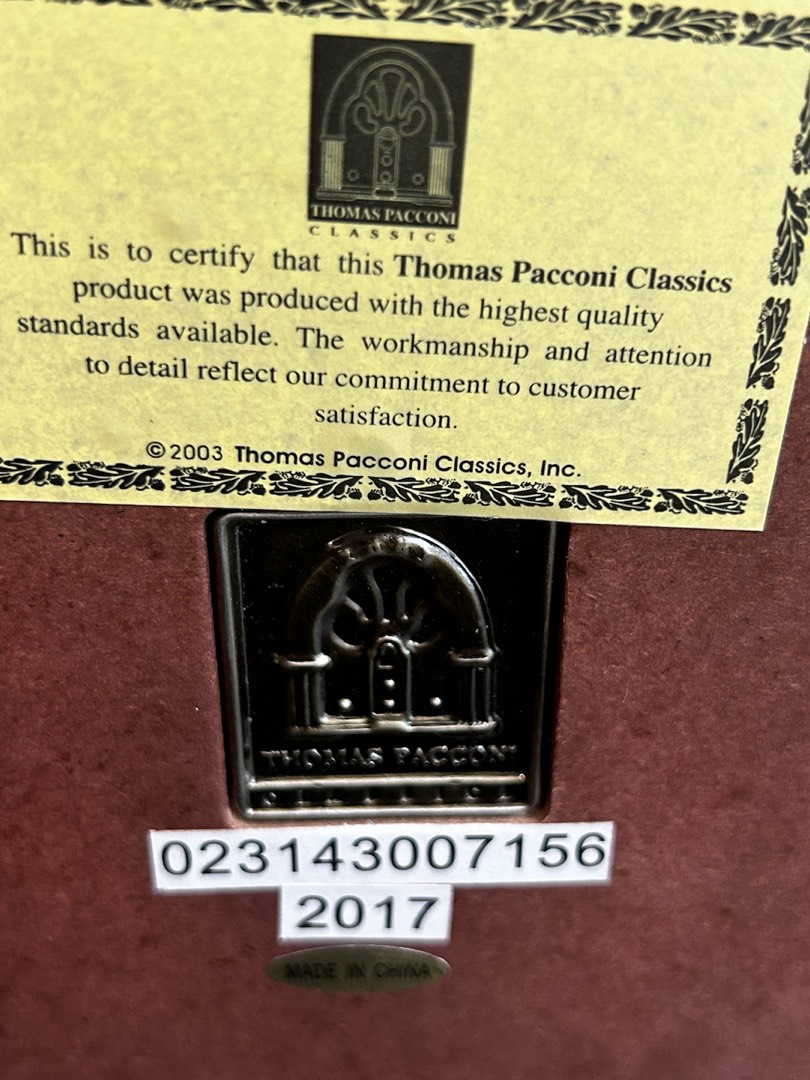 THOMAS PACCONI
CLASSICS
This is to certify that this Thomas Pacconi Classics
product was produced with the highest quality
standards available. The workmanship and attention
to detail reflect our commitment to customer
satisfaction.
©2003 Thomas Pacconi Classics, Inc.
THOMAS PACCONI
CLASSICS
023143007156
2017
MADE IN CHINA